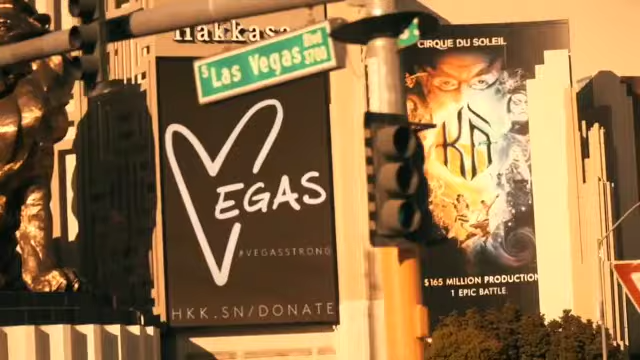 Hakkasa
S Las Vegas Blvd
3700
CIRQUE DU SOLEIL
KÀ
VEGAS
#VEGASSTRONG
HKK.SN/DONATE
$165 MILLION PRODUCTION
1 EPIC BATTLE.